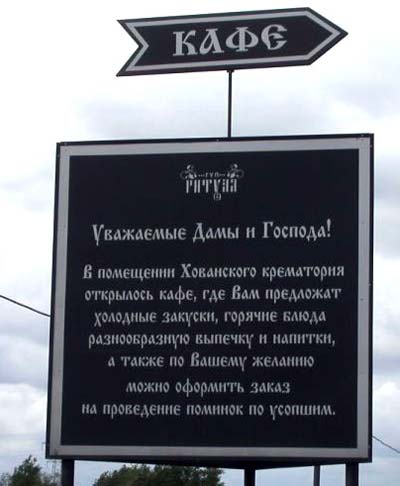 КАФЕ
ГУП
РИТУАЛ
Уважаемые Дамы и Господа!
В помещении Хованского крематория
открылось кафе, где Вам предложат
холодные закуски, горячие блюда
разнообразную выпечку и напитки,
а также по Вашему желанию
можно оформить заказ
на проведение поминок по усопшим.